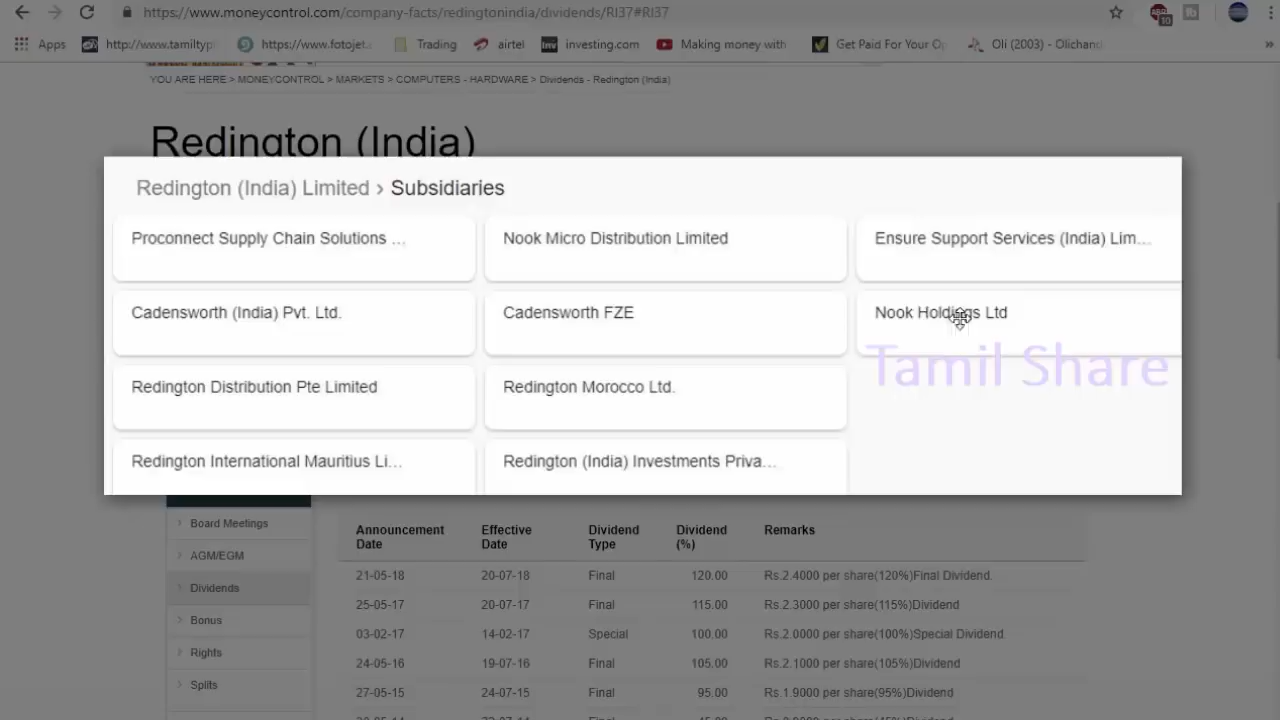 https://www.moneycontrol.com/company-facts/redingtonindia/dividends/RI37#RI37
Apps http://www.tamiltyp https://www.fotojet. Trading airtel investing.com Making money with Get Paid For Your Op Oli (2003) - Olichand
YOU ARE HERE > MONEYCONTROL > MARKETS > COMPUTERS - HARDWARE > Dividends - Redington (India)
Redington (India)
Redington (India) Limited › Subsidiaries
Proconnect Supply Chain Solutions ... Nook Micro Distribution Limited Ensure Support Services (India) Lim...
Cadensworth (India) Pvt. Ltd. Cadensworth FZE Nook Holdings Ltd
Tamil Share
Redington Distribution Pte Limited Redington Morocco Ltd.
Redington International Mauritius Li... Redington (India) Investments Priva...
Board Meetings
AGM/EGM
Dividends
Bonus
Rights
Splits
Announcement Date Effective Date Dividend Type Dividend (%) Remarks
21-05-18 20-07-18 Final 120.00 Rs.2.4000 per share(120%)Final Dividend.
25-05-17 20-07-17 Final 115.00 Rs.2.3000 per share(115%)Dividend
03-02-17 14-02-17 Special 100.00 Rs.2.0000 per share(100%)Special Dividend
24-05-16 19-07-16 Final 105.00 Rs.2.1000 per share(105%)Dividend
27-05-15 24-07-15 Final 95.00 Rs.1.9000 per share(95%)Dividend